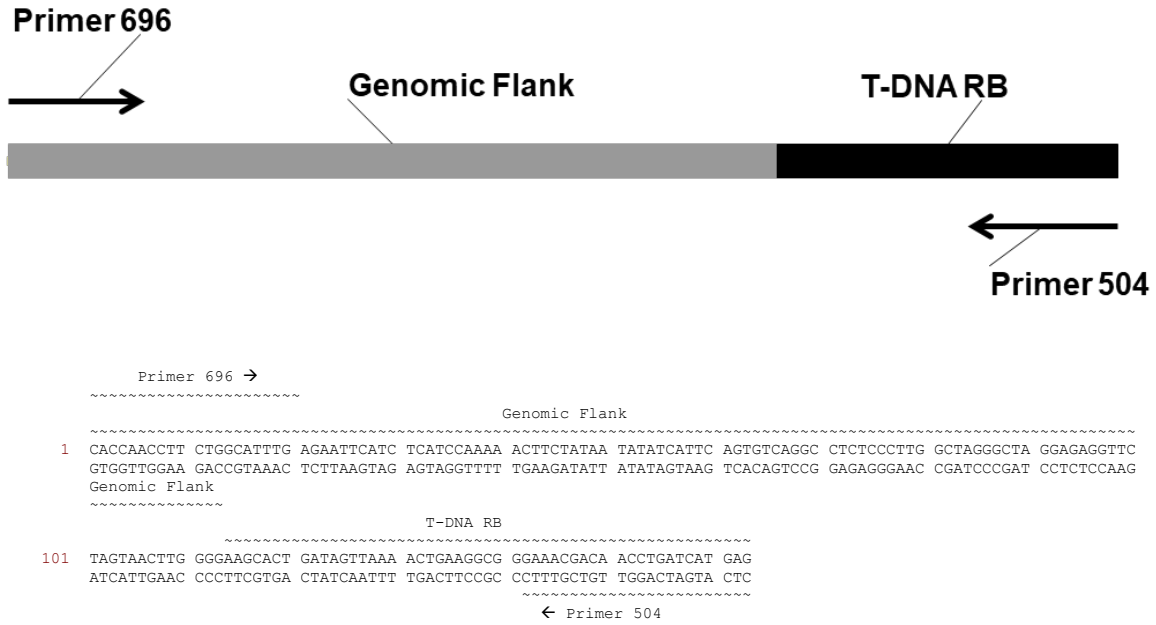 Primer 696
Genomic Flank T-DNA RB
Primer 504
Primer 696 →
~~~~~~~~~~~~~~~~~~~~~~
Genomic Flank
~~~~~~~~~~~~~~~~~~~~~~~~~~~~~~~~~~~~~~~~~~~~~~~~~~~~~~~~~~~~~~~~~~~~~~~~~~~~~~~~~~~~~~~~~~~~~~~~~~~~~~~~~~~~~
1 CACCAACCTT CTGGCATTTG AGAATTCATC TCATCCAAAA ACTTCTATAA TATATCATTC AGTGTCAGGC CTCTCCCTTG GCTAGGGCTA GGAGAGGTTC
GTGGTTGGAA GACCGTAAAC TCTTAAGTAG AGTAGGTTTT TGAAGATATT ATATAGTAAG TCACAGTCCG GAGAGGGAAC CGATCCCGAT CCTCTCCAAG
Genomic Flank
~~~~~~~~~~~~~~
T-DNA RB
~~~~~~~~~~~~~~~~~~~~~~~~~~~~~~~~~~~~~~~~~~~~~~~~~~~~~~~
101 TAGTAACTTG GGGAAGCACT GATAGTTAAA ACTGAAGGCG GGAAACGACA ACCTGATCAT GAG
ATCATTGAAC CCCTTCGTGA CTATCAATTT TGACTTCCGC CCTTTGCTGT TGGACTAGTA CTC
~~~~~~~~~~~~~~~~~~~~~~~~
← Primer 504